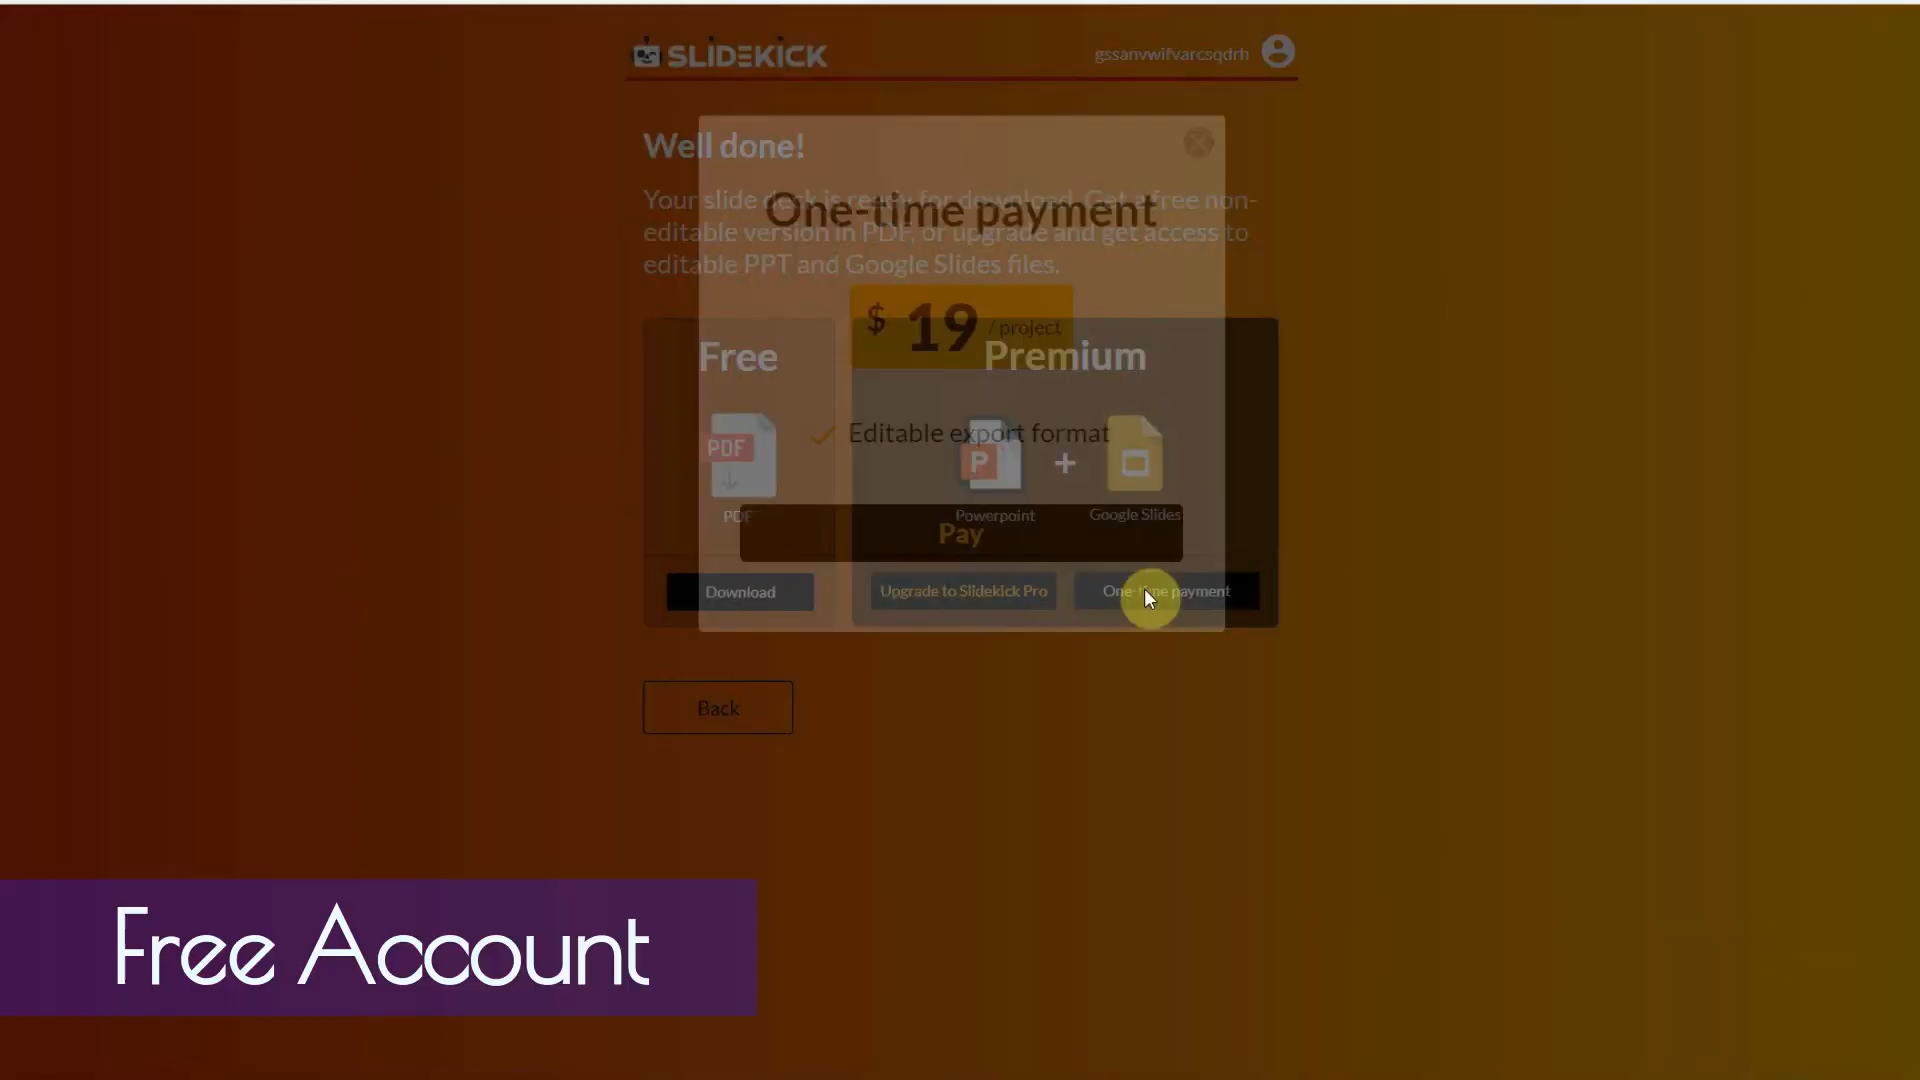 SLIDEKICK
gssanvwifvarcsqdrh
Well done!
Your slide deck is ready for download. Get a free non-
editable version in PDF, or upgrade and get access to
editable PPT and Google Slides files.
One-time payment
$ 19 / project
Editable export format
Pay
Free
PDF
PDF
Download
Premium
P
+
Powerpoint
Google Slides
Upgrade to Slidekick Pro
One-time payment
Back
Free Account